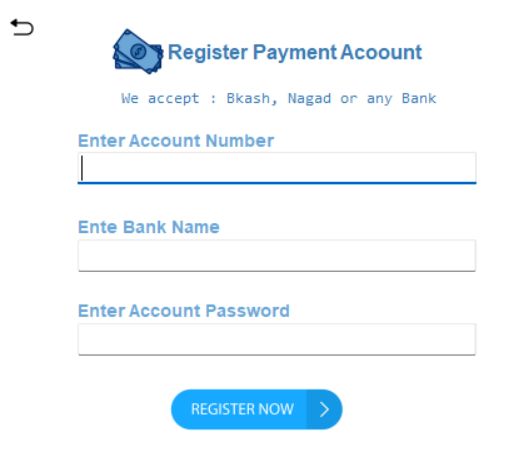 Register Payment Acoount
We accept : Bkash, Nagad or any Bank
Enter Account Number
Ente Bank Name
Enter Account Password
REGISTER NOW